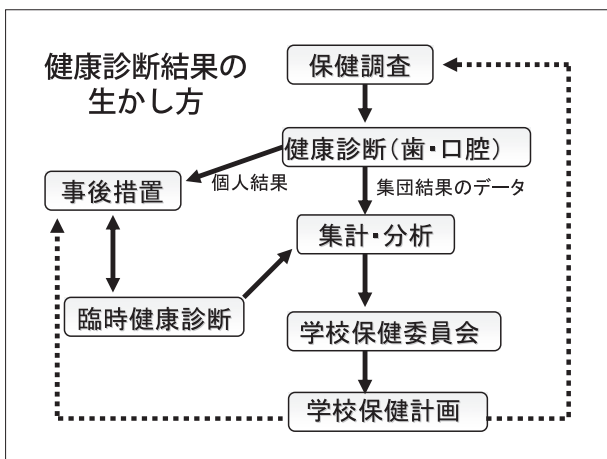 健康診断結果の
生かし方
保健調査
健康診断（歯・口腔）
個人結果
集団結果のデータ
事後措置
集計・分析
臨時健康診断
学校保健委員会
学校保健計画